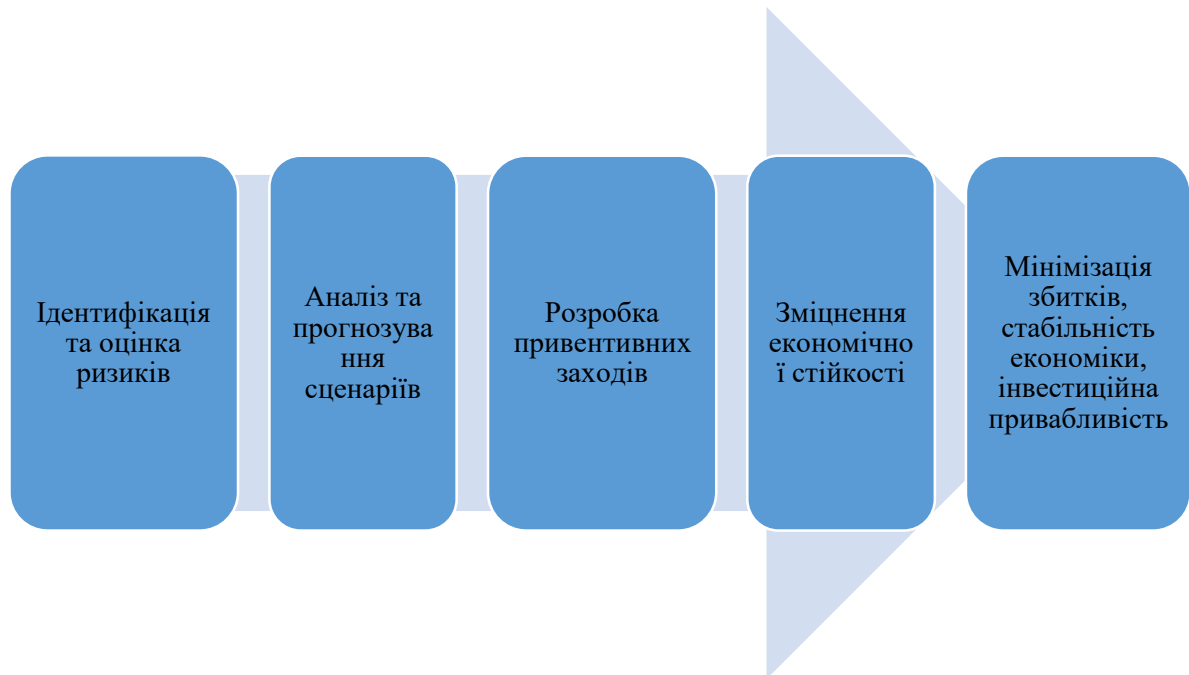 Ідентифікація
та оцінка
ризиків
Аналіз та
прогнозува
ння
сценаріїв
Розробка
привентивних
заходів
Зміцнення
економічно
ї стійкості
Мінімізація
збитків,
стабільність
економіки,
інвестиційна
привабливість